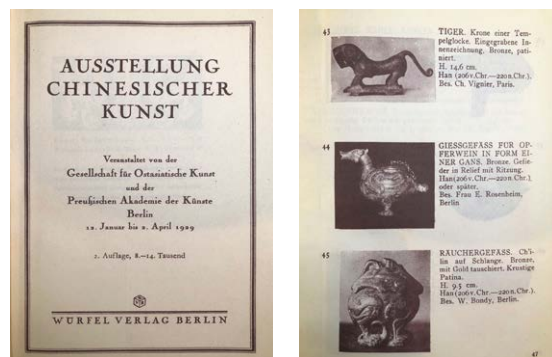 AUSSTELLUNG
CHINESISCHER
KUNST
Veranstaltet von der
Gesellschaft für Ostasiatische Kunst
und der
Preußischen Akademie der Künste
Berlin
12. Januar bis 2. April 1929
2. Auflage, 8.—14. Tausend
WÜRFEL VERLAG BERLIN
43
TIGER. Krone einer Tem-
pelglocke. Eingegrabene In-
nenzeichnung. Bronze, pati-
niert.
H. 14,6 cm.
Han (206 v. Chr.—220 n. Chr.).
Bes. Ch. Vignier, Paris.
44
GIESSGEFÄSS FÜR OP-
FERWEIN IN FORM EI-
NER GANS. Bronze. Gefie-
der in Relief mit Ritzung.
Han (206 v. Chr.—220 n. Chr.)
oder später.
Bes. Frau E. Rosenheim,
Berlin
45
RÄUCHERGEFÄSS. Ch'i-
lin auf Schlange. Bronze,
mit Gold tauschiert. Krustige
Patina.
H. 9,5 cm.
Han (206 v. Chr.—220 n. Chr.).
Bes. W. Bondy, Berlin.
47